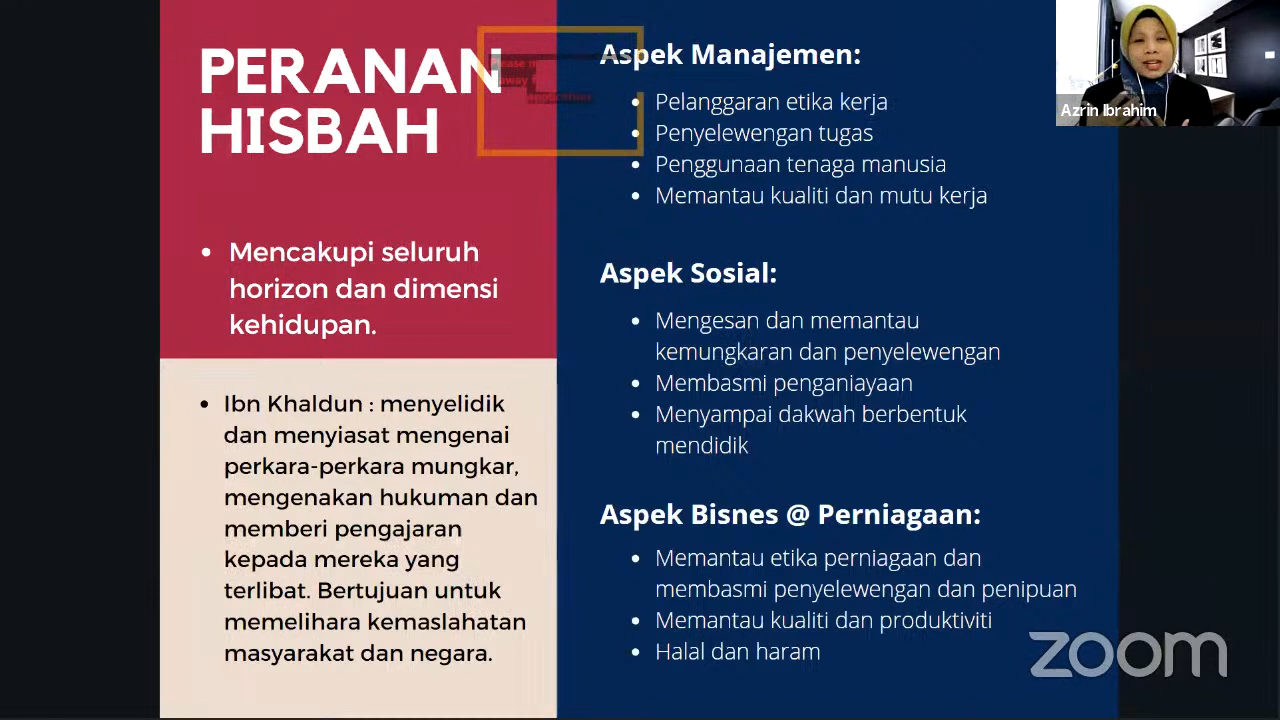 PERANAN
HISBAH
Mencakupi seluruh
horizon dan dimensi
kehidupan.
Ibn Khaldun : menyelidik
dan menyiasat mengenai
perkara-perkara mungkar,
mengenakan hukuman dan
memberi pengajaran
kepada mereka yang
terlibat. Bertujuan untuk
memelihara kemaslahatan
masyarakat dan negara.
Aspek Manajemen:
Pelanggaran etika kerja
Penyelewengan tugas
Penggunaan tenaga manusia
Memantau kualiti dan mutu kerja
Aspek Sosial:
Mengesan dan memantau
kemungkaran dan penyelewengan
Membasmi penganiayaan
Menyampai dakwah berbentuk
mendidik
Aspek Bisnes @ Perniagaan:
Memantau etika perniagaan dan
membasmi penyelewengan dan penipuan
Memantau kualiti dan produktiviti
Halal dan haram
Azrin Ibrahim
zoom